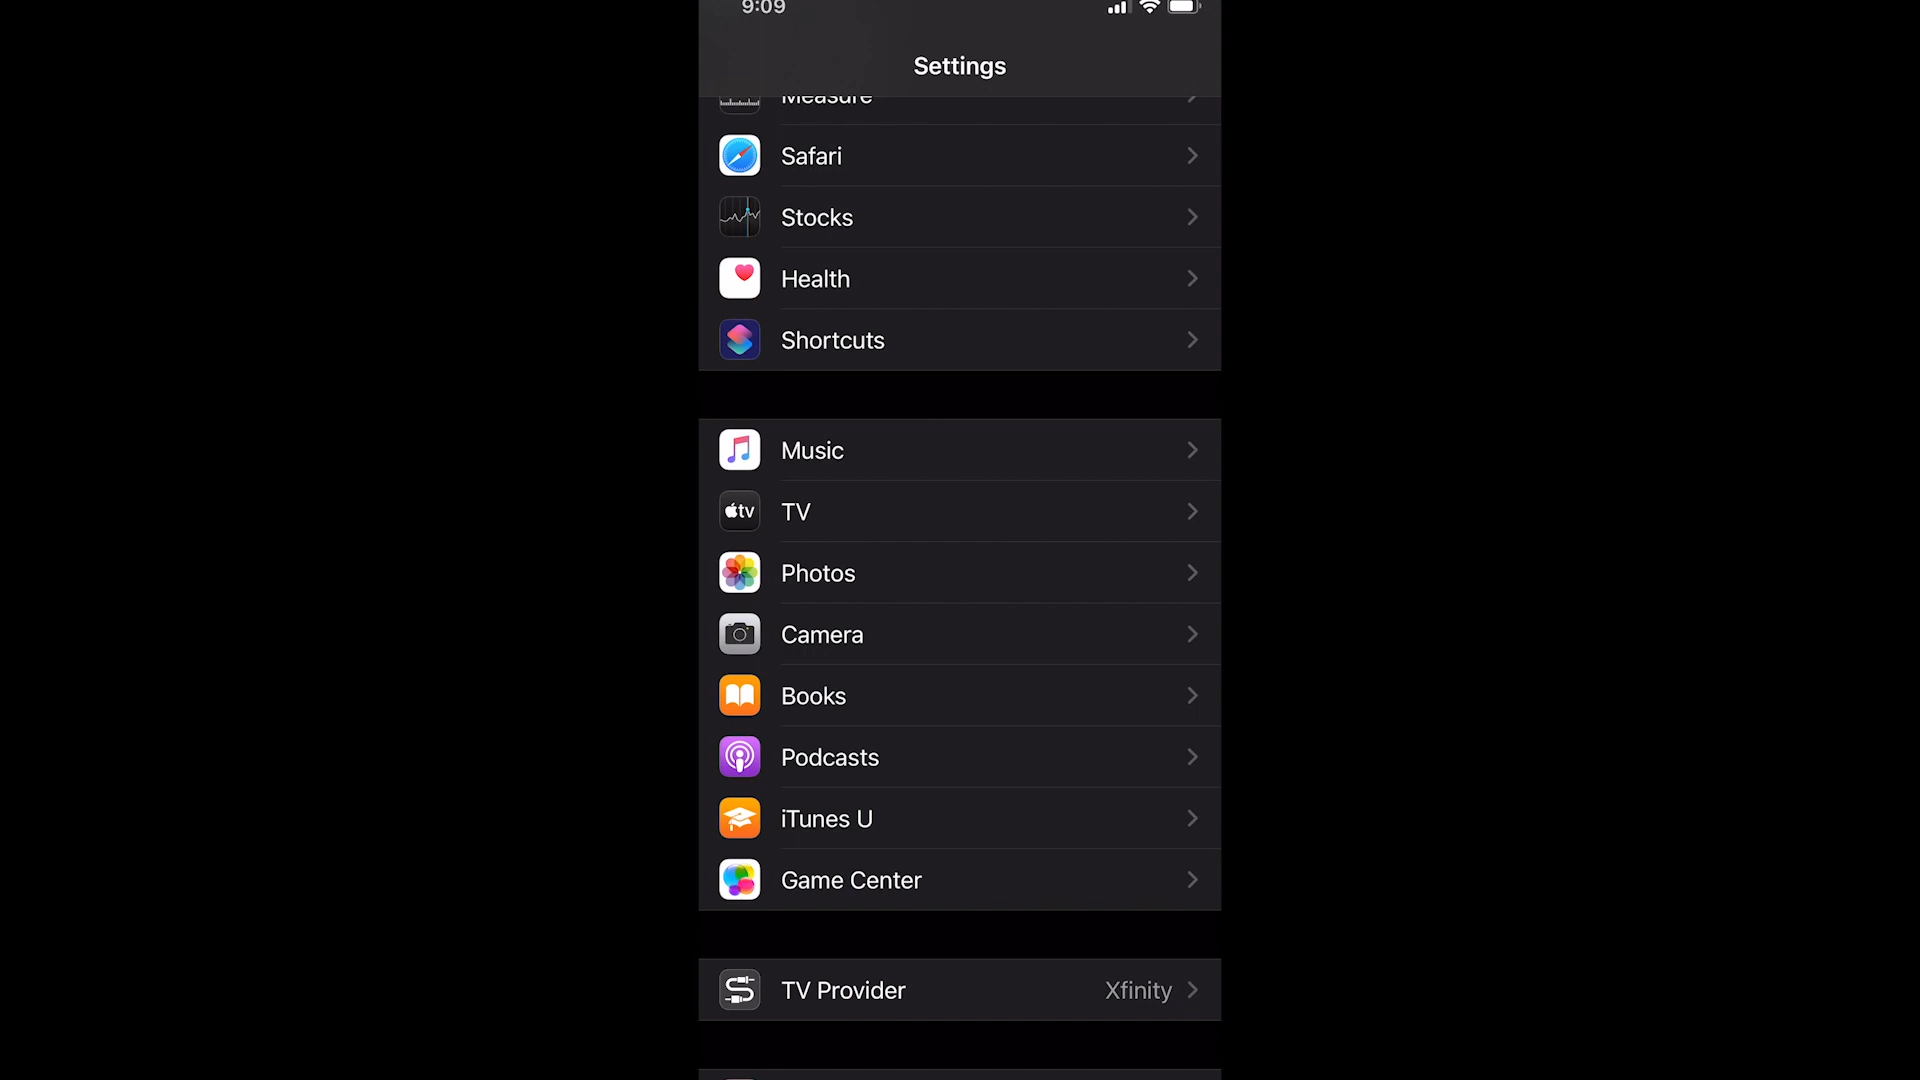 9:09
Settings
Measure
Safari
Stocks
Health
Shortcuts
Music
tv TV
Photos
Camera
Books
Podcasts
iTunes U
Game Center
TV Provider Xfinity